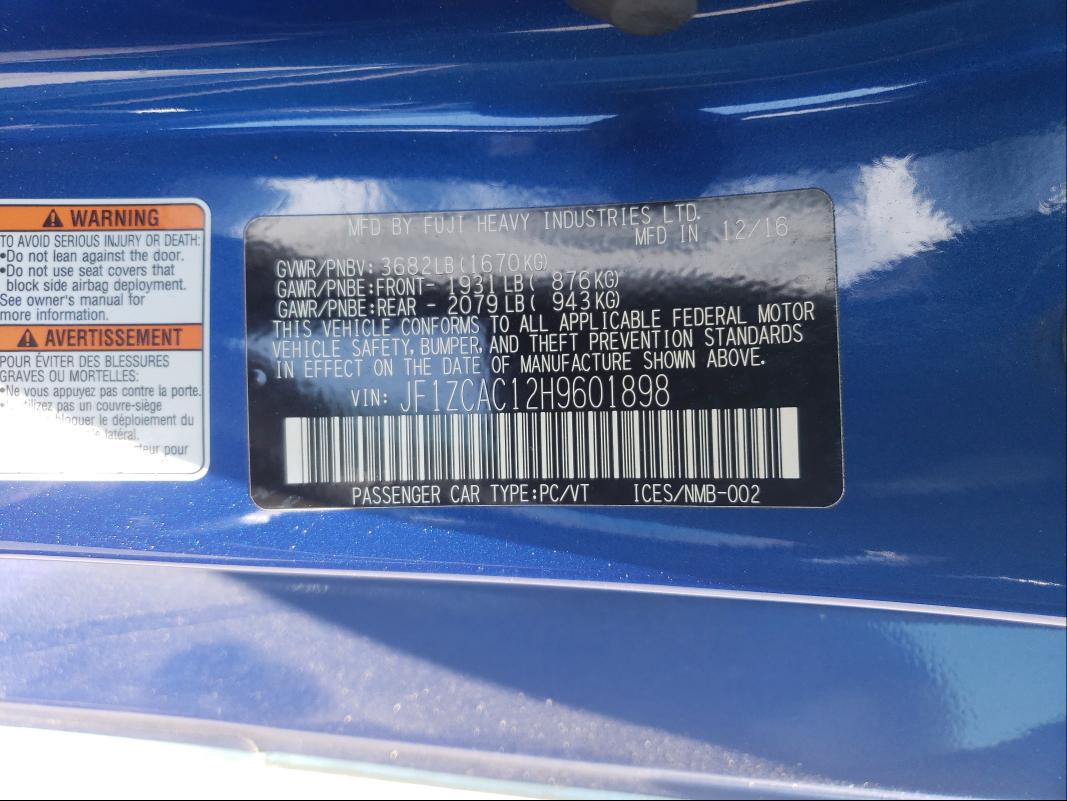 WARNING
TO AVOID SERIOUS INJURY OR DEATH:
•Do not lean against the door.
•Do not use seat covers that
block side airbag deployment.
See owner's manual for
more information.
AVERTISSEMENT
POUR ÉVITER DES BLESSURES
GRAVES OU MORTELLES:
•Ne vous appuyez pas contre la porte.
utilizez pas un couvre-siège
bloquer le déploiement du
latéral.
pour
MFD BY FUJI HEAVY INDUSTRIES LTD.
MFD IN 12/16
GVWR/PNBV: 3682LB(1670KG)
GAWR/PNBE:FRONT- 1931LB( 876KG)
GAWR/PNBE:REAR - 2079LB( 943KG)
THIS VEHICLE CONFORMS TO ALL APPLICABLE FEDERAL MOTOR
VEHICLE SAFETY, BUMPER, AND THEFT PREVENTION STANDARDS
IN EFFECT ON THE DATE OF MANUFACTURE SHOWN ABOVE.
VIN: JF1ZCAC12H9601898
PASSENGER CAR TYPE:PC/VT ICES/NMB-002